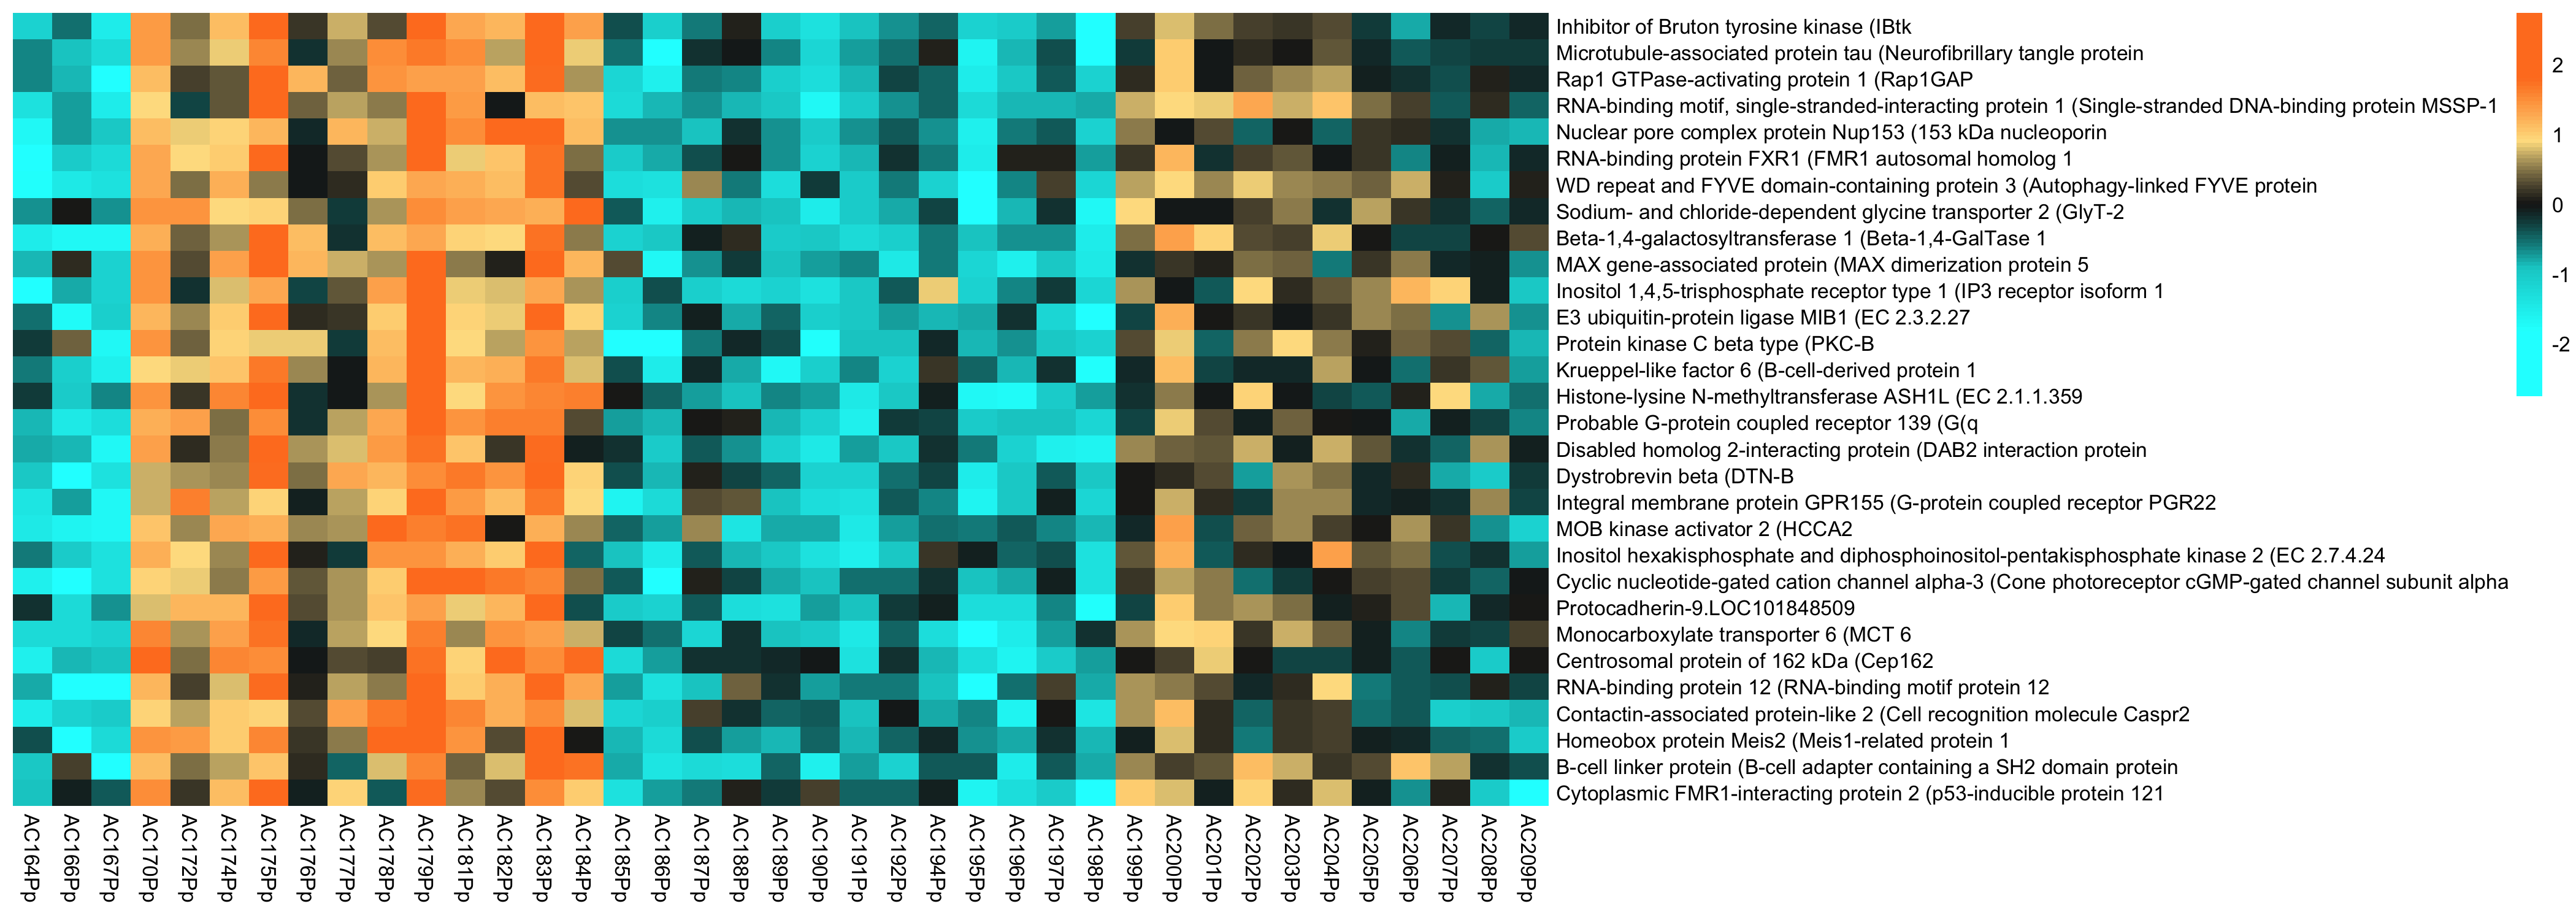 Inhibitor of Bruton tyrosine kinase (IBtk
Microtubule-associated protein tau (Neurofibrillary tangle protein
Rap1 GTPase-activating protein 1 (Rap1GAP
RNA-binding motif, single-stranded-interacting protein 1 (Single-stranded DNA-binding protein MSSP-1
Nuclear pore complex protein Nup153 (153 kDa nucleoporin
RNA-binding protein FXR1 (FMR1 autosomal homolog 1
WD repeat and FYVE domain-containing protein 3 (Autophagy-linked FYVE protein
Sodium- and chloride-dependent glycine transporter 2 (GlyT-2
Beta-1,4-galactosyltransferase 1 (Beta-1,4-GalTase 1
MAX gene-associated protein (MAX dimerization protein 5
Inositol 1,4,5-trisphosphate receptor type 1 (IP3 receptor isoform 1
E3 ubiquitin-protein ligase MIB1 (EC 2.3.2.27
Protein kinase C beta type (PKC-B
Krueppel-like factor 6 (B-cell-derived protein 1
Histone-lysine N-methyltransferase ASH1L (EC 2.1.1.359
Probable G-protein coupled receptor 139 (G(q
Disabled homolog 2-interacting protein (DAB2 interaction protein
Dystrobrevin beta (DTN-B
Integral membrane protein GPR155 (G-protein coupled receptor PGR22
MOB kinase activator 2 (HCCA2
Inositol hexakisphosphate and diphosphoinositol-pentakisphosphate kinase 2 (EC 2.7.4.24
Cyclic nucleotide-gated cation channel alpha-3 (Cone photoreceptor cGMP-gated channel subunit alpha
Protocadherin-9.LOC101848509
Monocarboxylate transporter 6 (MCT 6
Centrosomal protein of 162 kDa (Cep162
RNA-binding protein 12 (RNA-binding motif protein 12
Contactin-associated protein-like 2 (Cell recognition molecule Caspr2
Homeobox protein Meis2 (Meis1-related protein 1
B-cell linker protein (B-cell adapter containing a SH2 domain protein
Cytoplasmic FMR1-interacting protein 2 (p53-inducible protein 121
2
1
0
-1
-2
AC164Pp
AC166Pp
AC167Pp
AC170Pp
AC172Pp
AC174Pp
AC175Pp
AC176Pp
AC177Pp
AC178Pp
AC179Pp
AC181Pp
AC182Pp
AC183Pp
AC184Pp
AC185Pp
AC186Pp
AC187Pp
AC188Pp
AC189Pp
AC190Pp
AC191Pp
AC192Pp
AC194Pp
AC195Pp
AC196Pp
AC197Pp
AC198Pp
AC199Pp
AC200Pp
AC201Pp
AC202Pp
AC203Pp
AC204Pp
AC205Pp
AC206Pp
AC207Pp
AC208Pp
AC209Pp